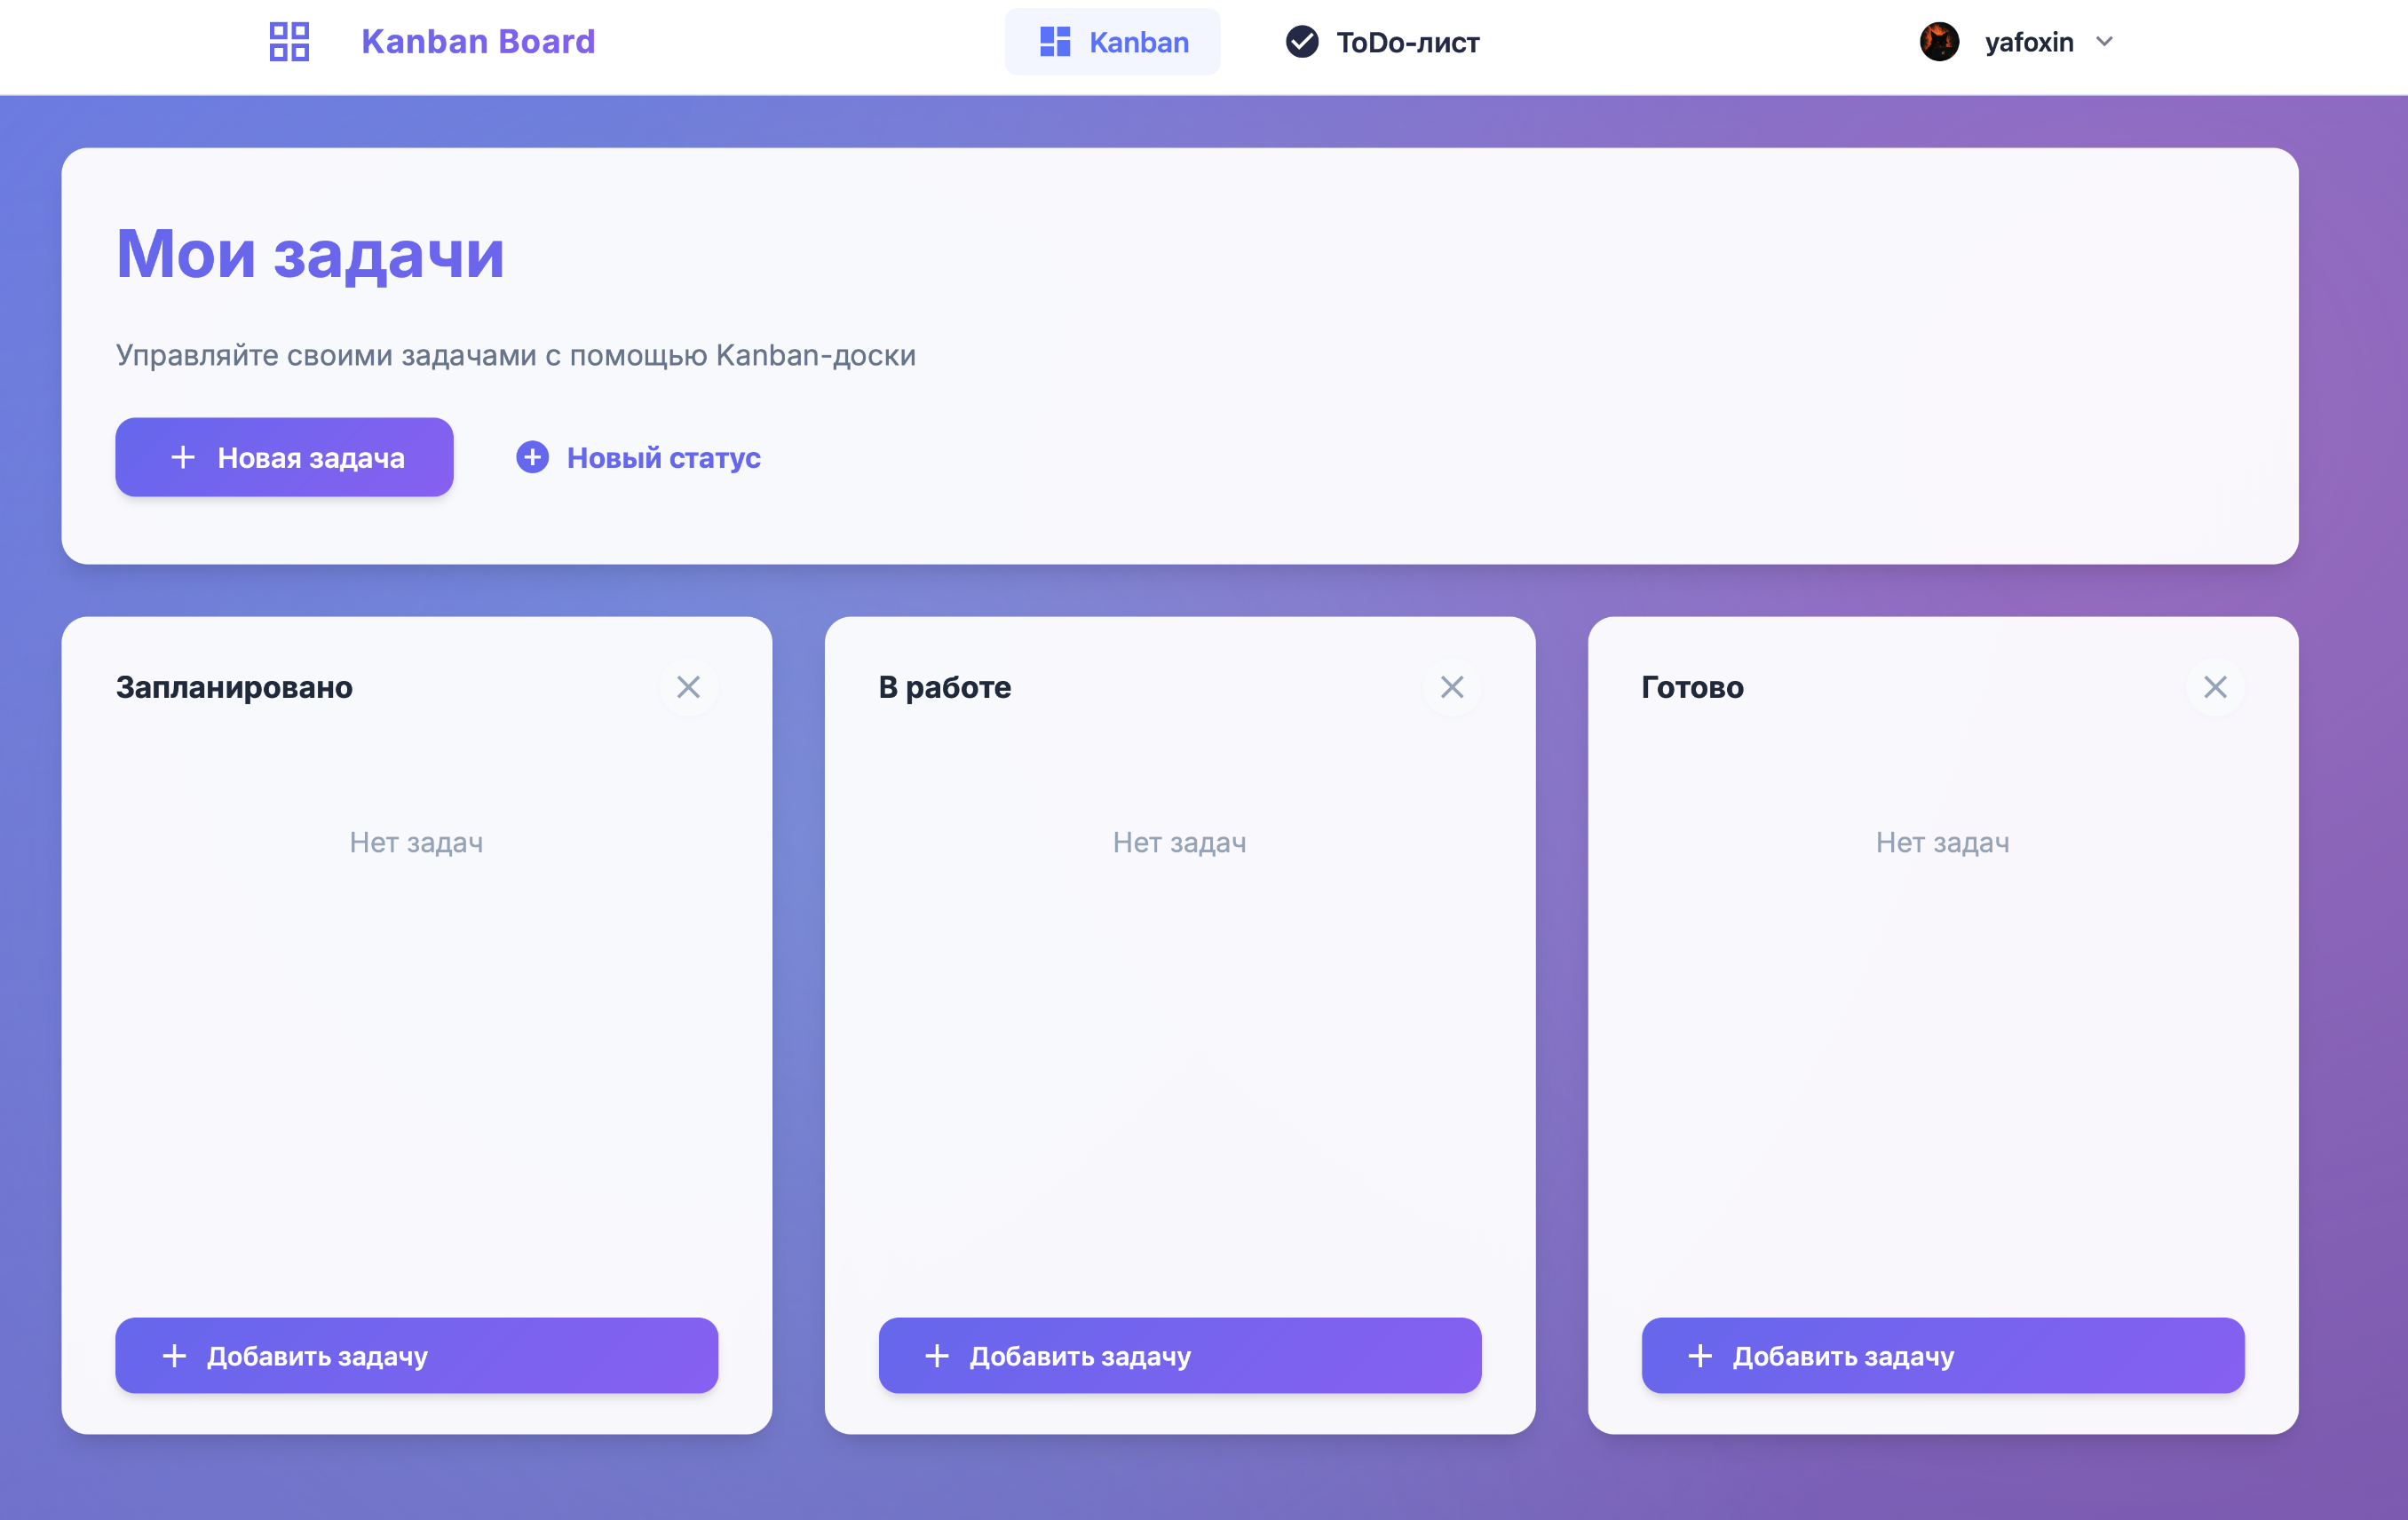 Kanban Board
Kanban
ToDo-лист
yafoxin
Мои задачи
Управляйте своими задачами с помощью Kanban-доски
Новая задача
Новый статус
Запланировано
В работе
Готово
Нет задач
Нет задач
Нет задач
Добавить задачу
Добавить задачу
Добавить задачу